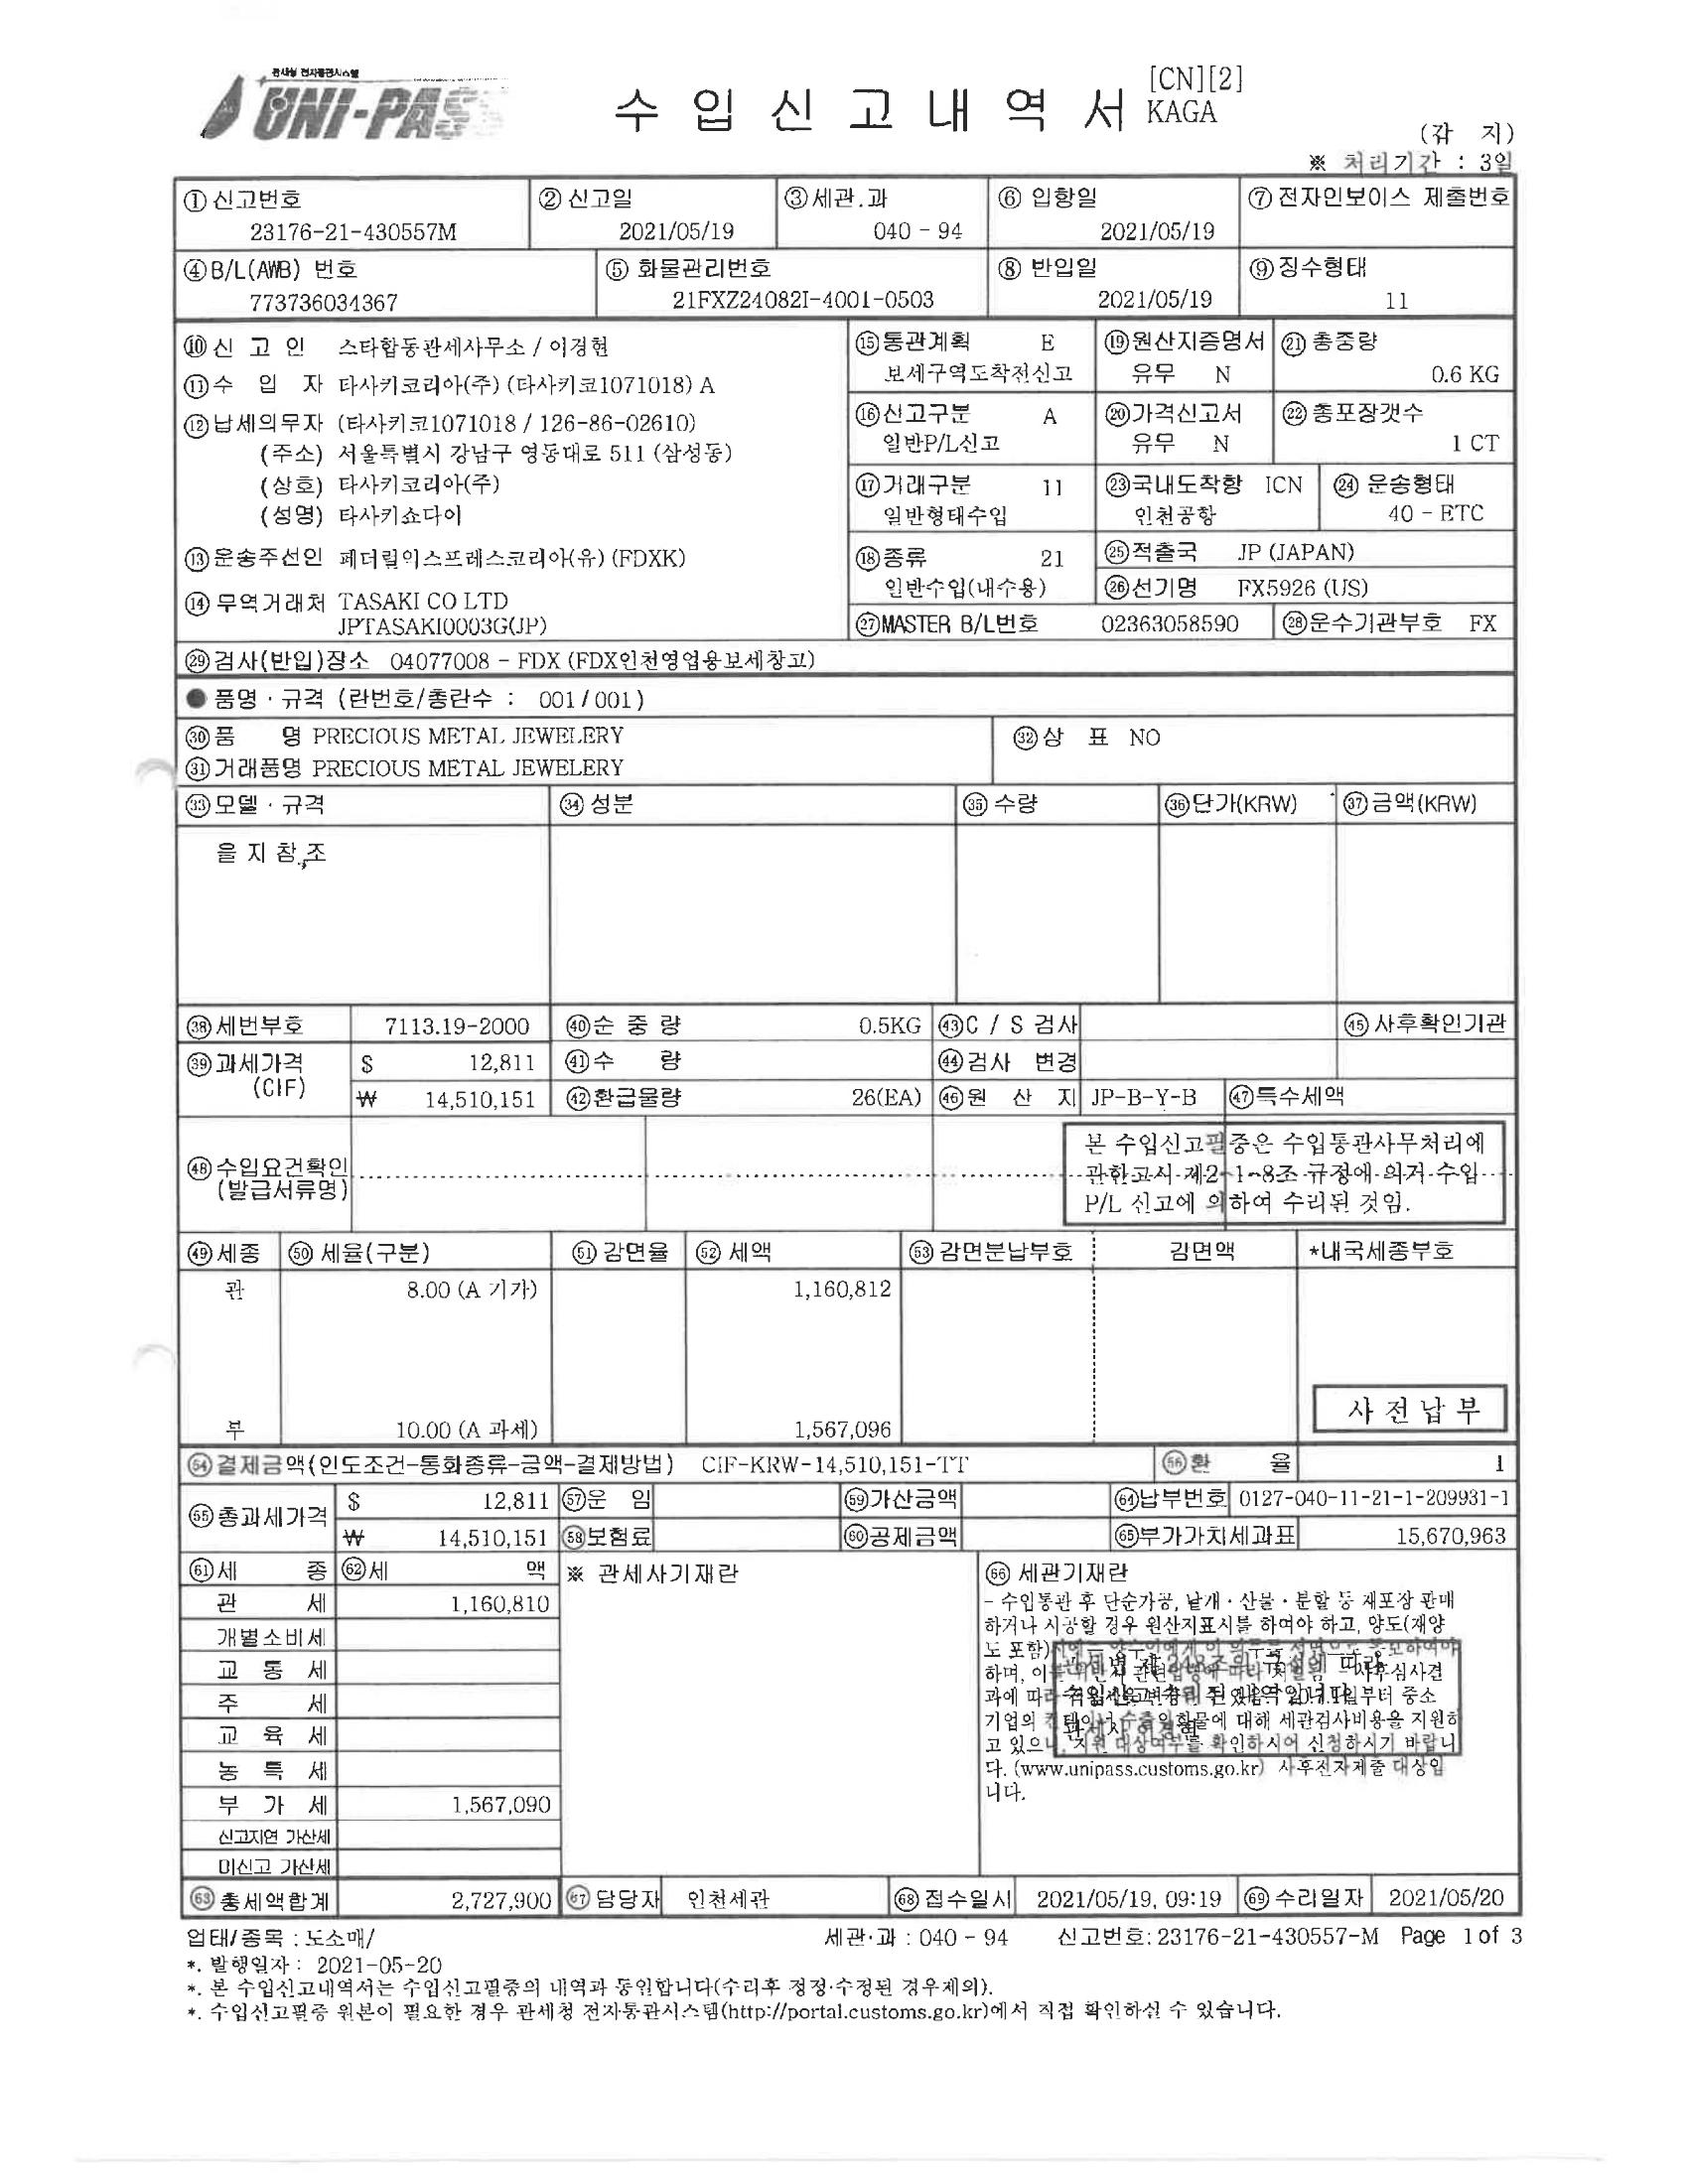 관세청 전자통관시스템
UNI-PASS
수 입 신 고 내 역 서
[CN][2]
KAGA
(갑 지)
※ 처리기간 : 3일
① 신고번호 ② 신고일 ③ 세관.과 ⑥ 입항일 ⑦ 전자인보이스 제출번호
23176-21-430557M 2021/05/19 040 - 94 2021/05/19
④ B/L(AWB) 번호 ⑤ 화물관리번호 ⑧ 반입일 ⑨ 징수형태
773736034367 21FXZ24082I-4001-0503 2021/05/19 11
⑩ 신 고 인 스타합동관세사무소 / 이경현
⑪ 수 입 자 타사키코리아(주) (타사키코1071018) A
⑫ 납세의무자 (타사키코1071018 / 126-86-02610)
(주소) 서울특별시 강남구 영동대로 511 (삼성동)
(상호) 타사키코리아(주)
(성명) 타사키쇼다이
⑬ 운송주선인 페더럴익스프레스코리아(유) (FDXK)
⑭ 무역거래처 TASAKI CO LTD
JPTASAKI0003G(JP)
⑮ 통관계획 E
보세구역도착전신고
⑲ 원산지증명서
유무 N
㉑ 총중량
0.6 KG
⑯ 신고구분 A
일반P/L신고
⑳ 가격신고서
유무 N
㉒ 총포장갯수
1 CT
⑰ 거래구분 11
일반형태수입
㉓ 국내도착항 ICN
인천공항
㉔ 운송형태
40 - ETC
⑱ 종류 21
일반수입(내수용)
㉕ 적출국 JP (JAPAN)
㉖ 선기명 FX5926 (US)
㉗ MASTER B/L번호 02363058590 ㉘ 운수기관부호 FX
㉙ 검사(반입)장소 04077008 - FDX (FDX인천영업용보세창고)
● 품명 · 규격 (란번호/총란수 : 001 / 001)
㉚ 품 명 PRECIOUS METAL JEWELERY ㉜ 상 표 NO
㉛ 거래품명 PRECIOUS METAL JEWELERY
㉝ 모델 · 규격 ㉞ 성분 ㉟ 수량 ㊱ 단가(KRW) ㊲ 금액(KRW)
을 지 참 조
㊳ 세번부호 7113.19-2000 ㊵ 순 중 량 0.5KG ㊸ C / S 검사 ㊺ 사후확인기관
㊴ 과세가격 $ 12,811 ㊶ 수 량 ㊹ 검사 변경
(CIF) ₩ 14,510,151 ㊷ 환급물량 26(EA) ㊻ 원 산 지 JP-B-Y-B ㊼ 특수세액
㊽ 수입요건확인
(발급서류명)
본 수입신고필증은 수입통관사무처리에
관한고시 제2-1-8조 규정에 의거 수입
P/L 신고에 의하여 수리된 것임.
㊾ 세종 ㊿ 세율(구분) 51 감면율 52 세액 53 감면분납부호 감면액 *내국세종부호
관 8.00 (A 기가) 1,160,812
사 전 납 부
부 10.00 (A 과세) 1,567,096
54 결제금액(인도조건-통화종류-금액-결제방법) CIF-KRW-14,510,151-TT 56 환 율 1
55 총과세가격 $ 12,811 57 운 임 59 가산금액 64 납부번호 0127-040-11-21-1-209931-1
₩ 14,510,151 58 보험료 60 공제금액 65 부가가치세과표 15,670,963
61 세 종 62 세 액 ※ 관세사기재란 66 세관기재란
관 세 1,160,810
개별소비세
교 통 세
주 세
교 육 세
농 특 세
부 가 세 1,567,090
신고지연 가산세
미신고 가산세
- 수입통관 후 단순가공, 낱개 · 산물 · 분할 등 재포장 판매
하거나 시공할 경우 원산지표시를 하여야 하고, 양도(재양
도 포함)
하며, 사후심사결
과에 따라 부터 중소
기업의 에 대해 세관검사비용을 지원하
고 있으니, 지원 대상여부를 확인하시어 신청하시기 바랍니
다. (www.unipass.customs.go.kr) 사후전자제출 대상입
니다.
관세법 제248조의 규정에 따라
수입신고 수리 된 내역입니다.
관세사 이경현
63 총세액합계 2,727,900 67 담당자 인천세관 68 접수일시 2021/05/19, 09:19 69 수리일자 2021/05/20
업태/종목 : 도소매/ 세관·과 : 040 - 94 신고번호: 23176-21-430557-M Page 1 of 3
*. 발행일자 : 2021-05-20
*. 본 수입신고내역서는 수입신고필증의 내역과 동일합니다(수리후 정정·수정된 경우제외).
*. 수입신고필증 원본이 필요한 경우 관세청 전자통관시스템(http://portal.customs.go.kr)에서 직접 확인하실 수 있습니다.